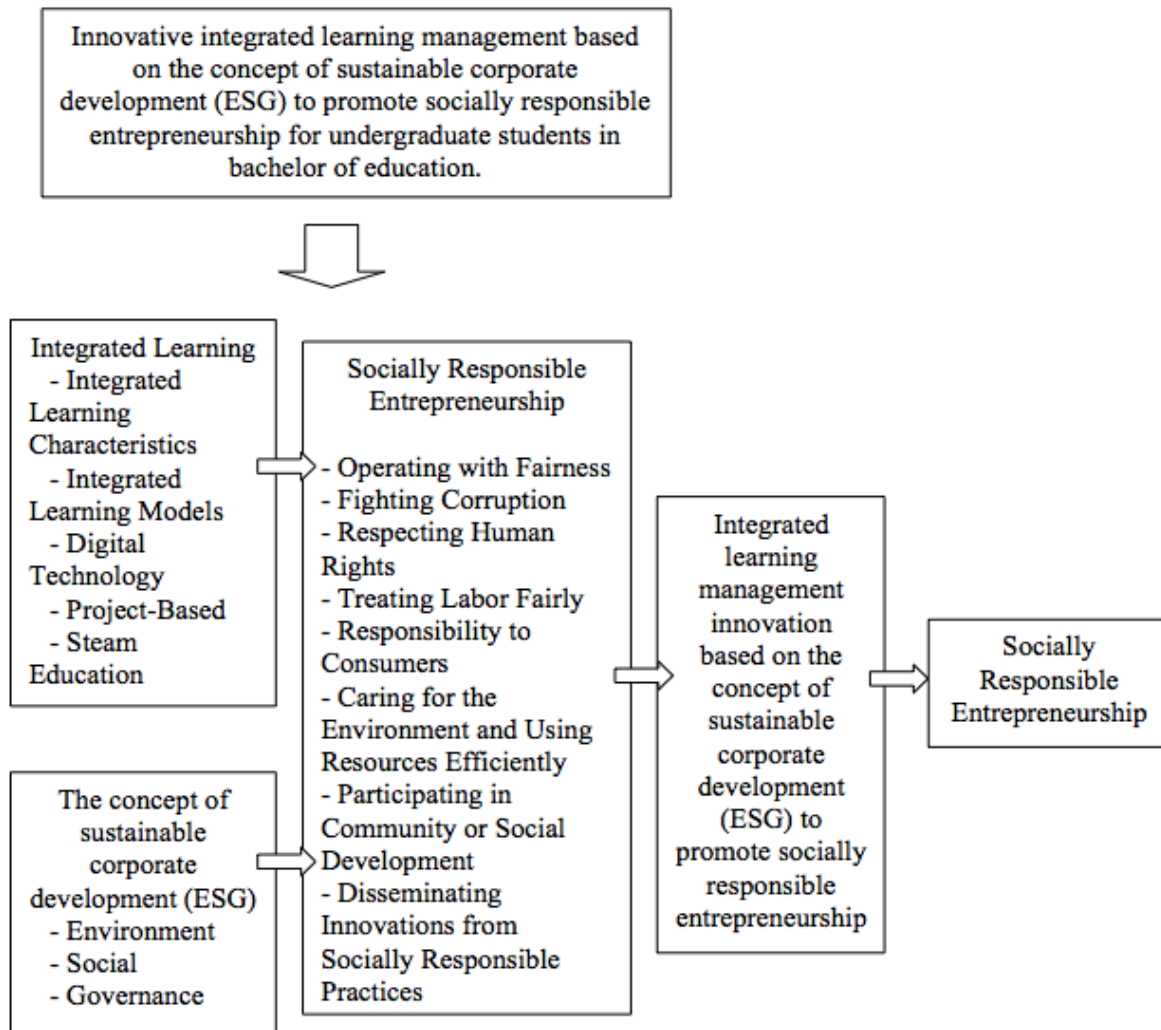 Innovative integrated learning management based
on the concept of sustainable corporate
development (ESG) to promote socially responsible
entrepreneurship for undergraduate students in
bachelor of education.
Integrated Learning
- Integrated
Learning
Characteristics
- Integrated
Learning Models
- Digital
Technology
- Project-Based
- Steam
Education
The concept of
sustainable
corporate
development (ESG)
- Environment
- Social
- Governance
Socially Responsible
Entrepreneurship
- Operating with Fairness
- Fighting Corruption
- Respecting Human
Rights
- Treating Labor Fairly
- Responsibility to
Consumers
- Caring for the
Environment and Using
Resources Efficiently
- Participating in
Community or Social
Development
- Disseminating
Innovations from
Socially Responsible
Practices
Integrated
learning
management
innovation
based on the
concept of
sustainable
corporate
development
(ESG) to
promote socially
responsible
entrepreneurship
Socially
Responsible
Entrepreneurship